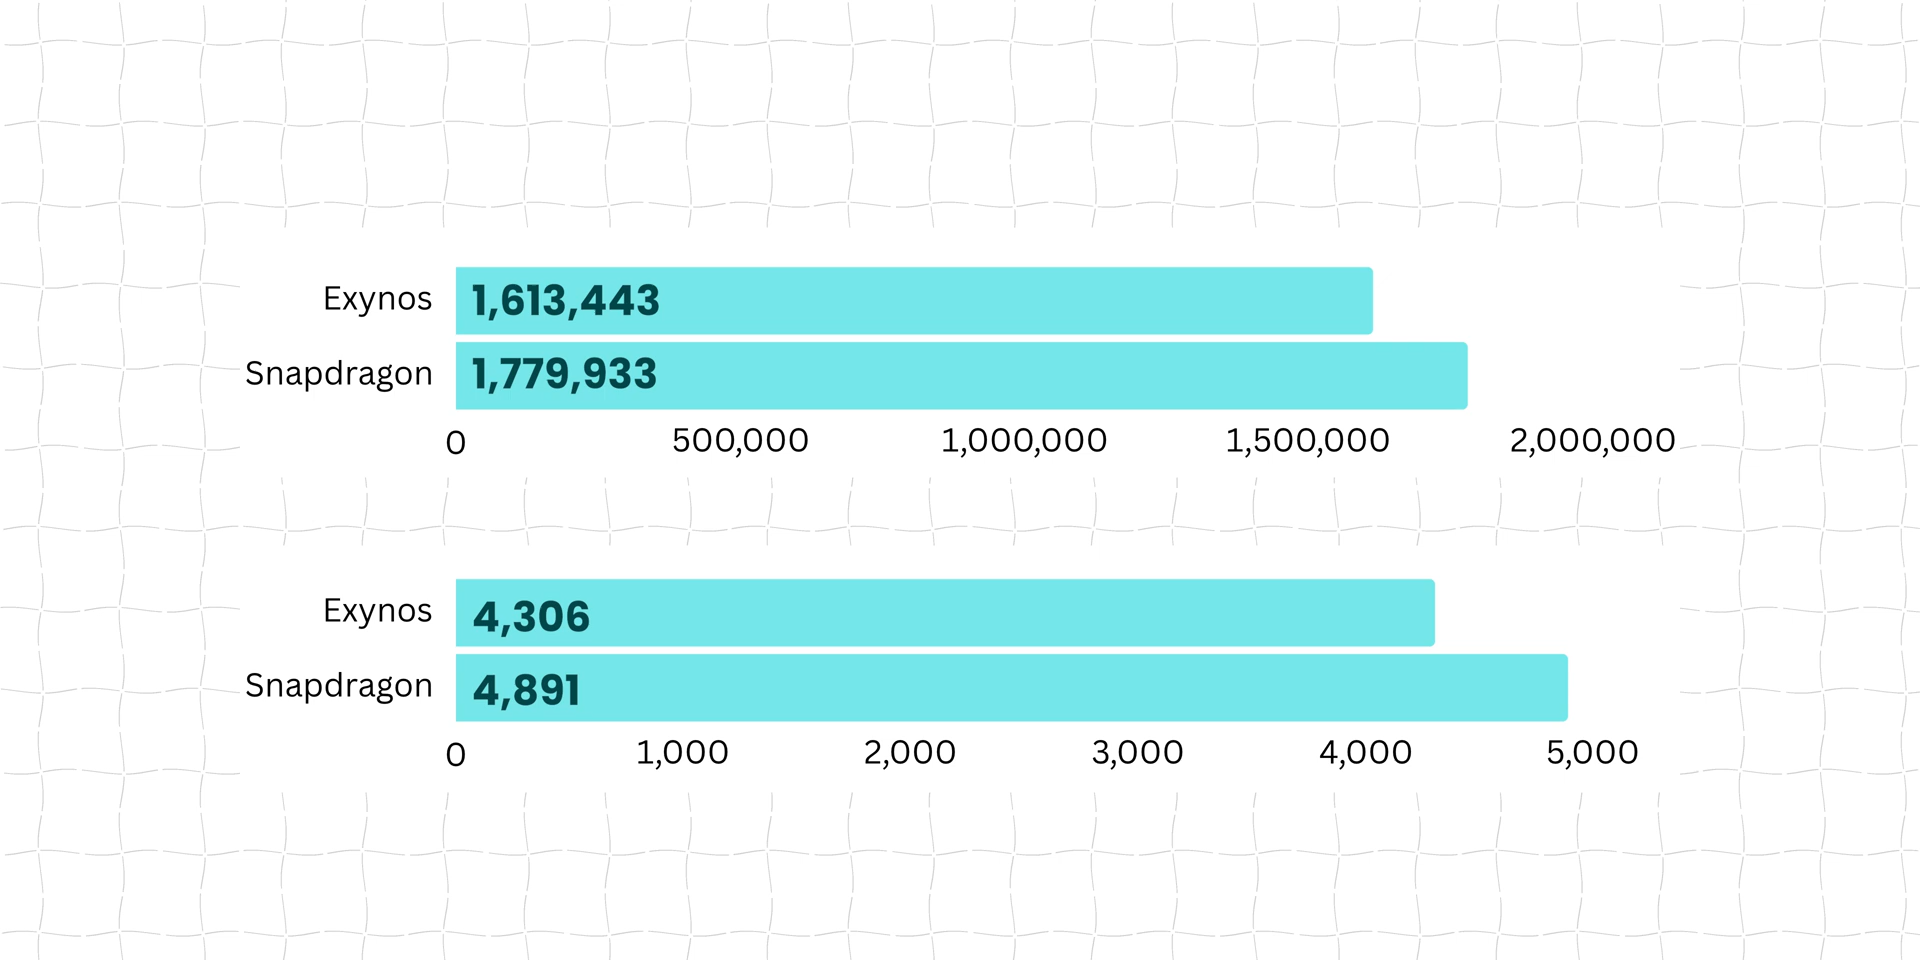 Exynos 1,613,443
Snapdragon 1,779,933
0 500,000 1,000,000 1,500,000 2,000,000
Exynos 4,306
Snapdragon 4,891
0 1,000 2,000 3,000 4,000 5,000